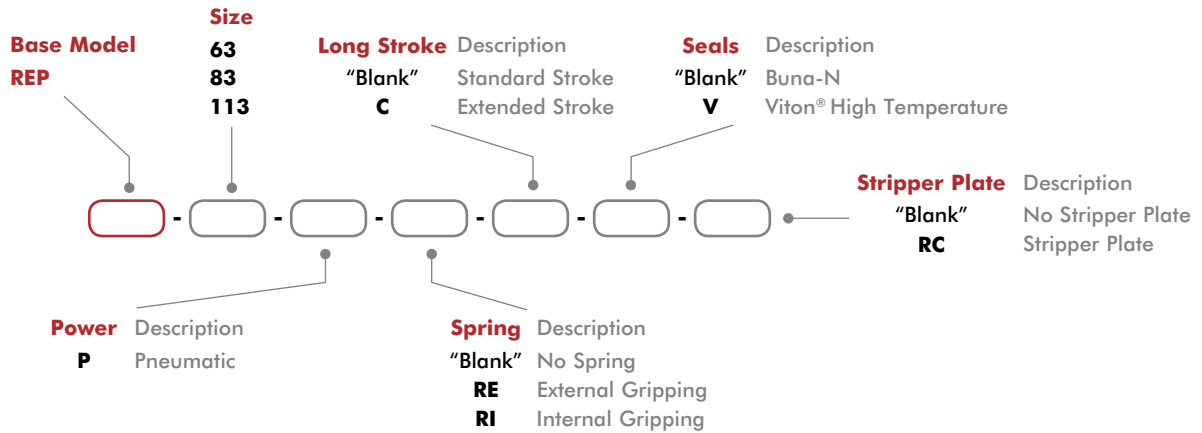 Size
Base Model
REP
63
83
113
Long Stroke Description
“Blank” Standard Stroke
C Extended Stroke
Seals Description
“Blank” Buna-N
V Viton® High Temperature
- - - - - -
Stripper Plate Description
“Blank” No Stripper Plate
RC Stripper Plate
Power Description
P Pneumatic
Spring Description
“Blank” No Spring
RE External Gripping
RI Internal Gripping